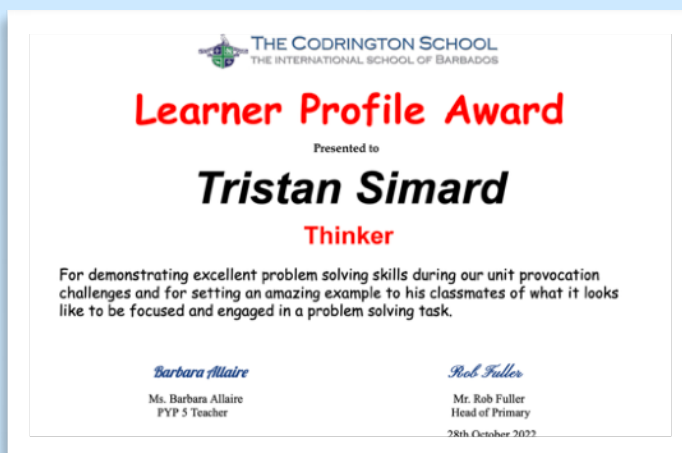 THE CODRINGTON SCHOOL
THE INTERNATIONAL SCHOOL OF BARBADOS
Learner Profile Award
Presented to
Tristan Simard
Thinker
For demonstrating excellent problem solving skills during our unit provocation
challenges and for setting an amazing example to his classmates of what it looks
like to be focused and engaged in a problem solving task.
Barbara Allaire
Rob Fuller
Ms. Barbara Allaire
Mr. Rob Fuller
PYP 5 Teacher
Head of Primary
28th October 2022